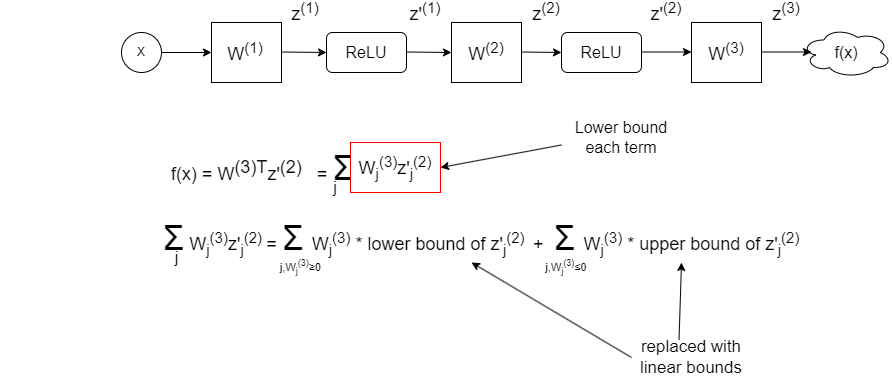 z⁽¹⁾ z'⁽¹⁾ z⁽²⁾ z'⁽²⁾ z⁽³⁾
x W⁽¹⁾ ReLU W⁽²⁾ ReLU W⁽³⁾ f(x)
Lower bound
each term
f(x) = W⁽³⁾ᵀz'⁽²⁾ = Σⱼ Wⱼ⁽³⁾z'ⱼ⁽²⁾
Σⱼ Wⱼ⁽³⁾z'ⱼ⁽²⁾ = Σ Wⱼ⁽³⁾ * lower bound of z'ⱼ⁽²⁾ + Σ Wⱼ⁽³⁾ * upper bound of z'ⱼ⁽²⁾
j,Wⱼ⁽³⁾≥0 j,Wⱼ⁽³⁾≤0
replaced with
linear bounds